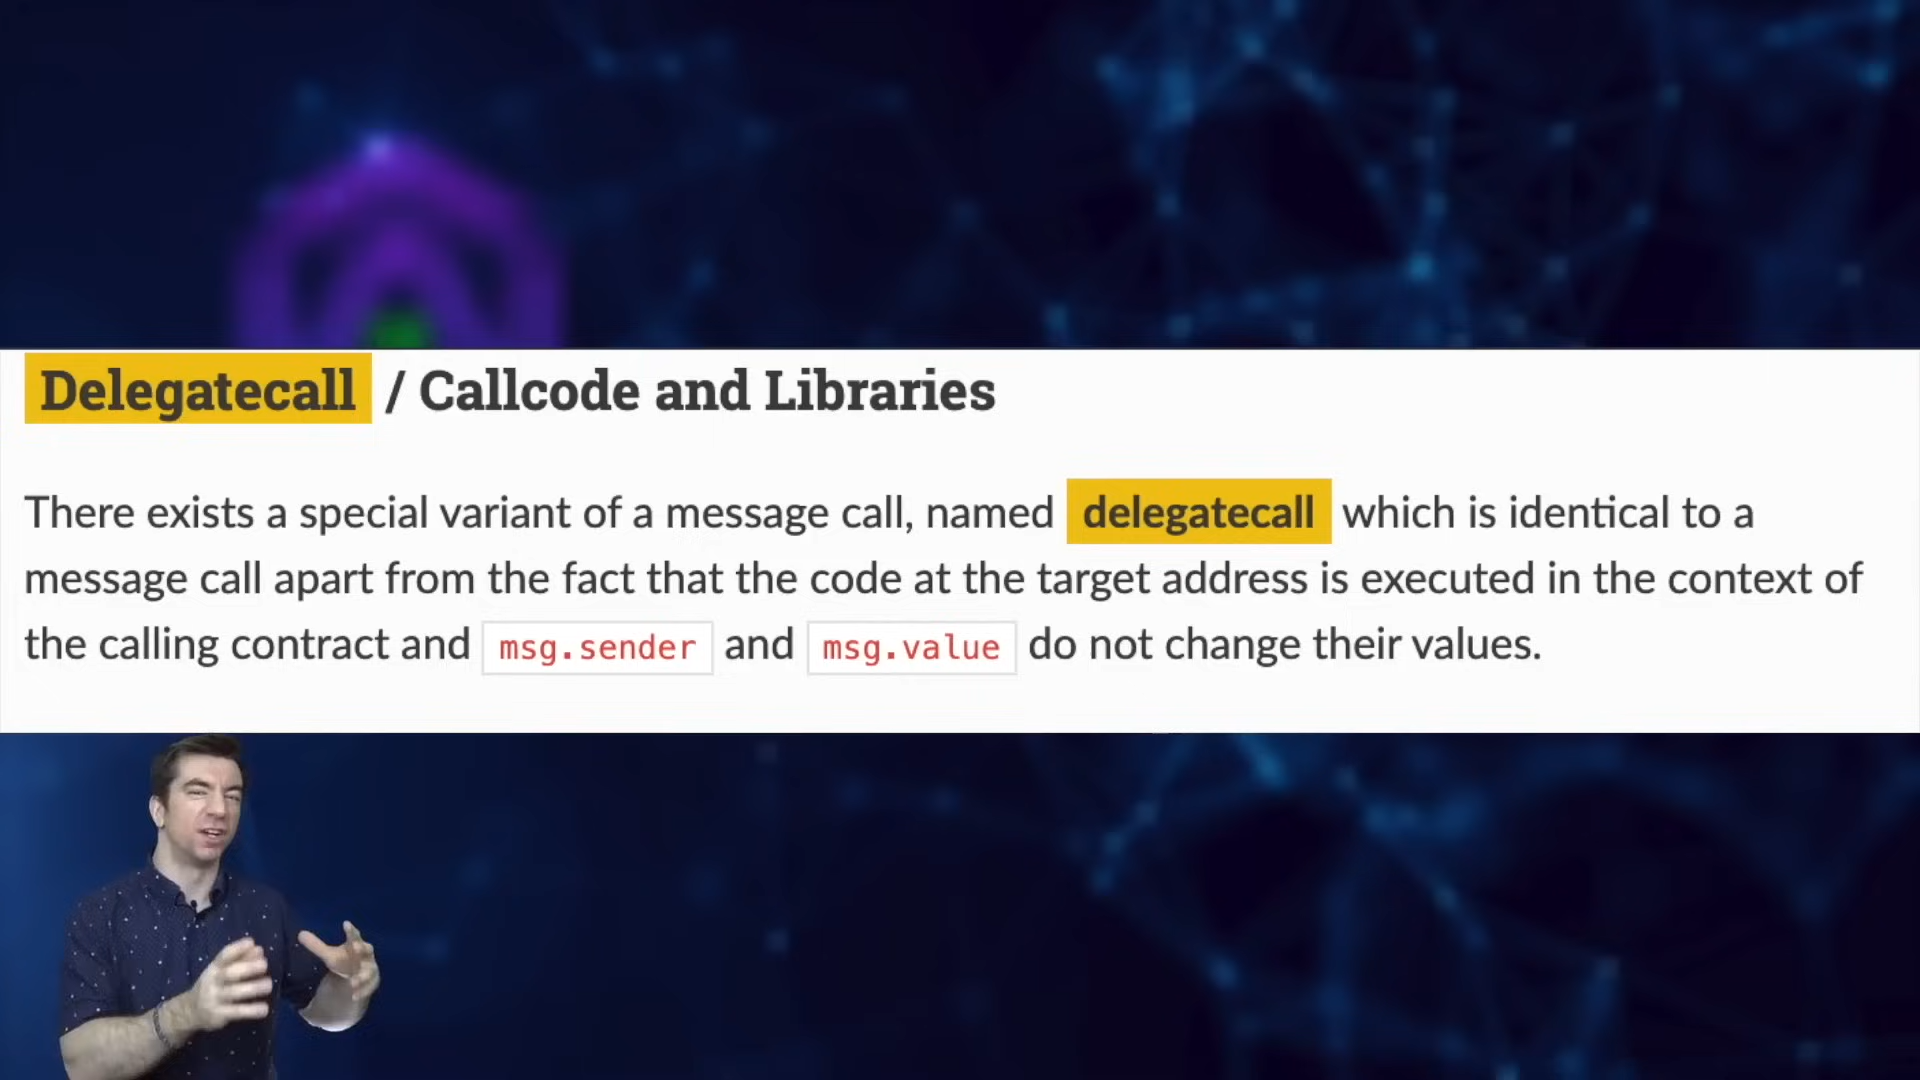 Delegatecall / Callcode and Libraries
There exists a special variant of a message call, named delegatecall which is identical to a
message call apart from the fact that the code at the target address is executed in the context of
the calling contract and msg.sender and msg.value do not change their values.